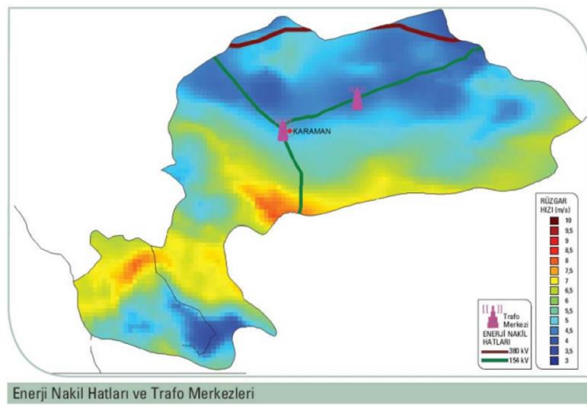 KARAMAN
RÜZGAR
HIZI (m/s)
10
9,5
9
8,5
8
7,5
7
6,5
6
5,5
5
4,5
4
3,5
3
Trafo
Merkezi
ENERJİ NAKİL
HATLARI
380 kV
154 kV
Enerji Nakil Hatları ve Trafo Merkezleri